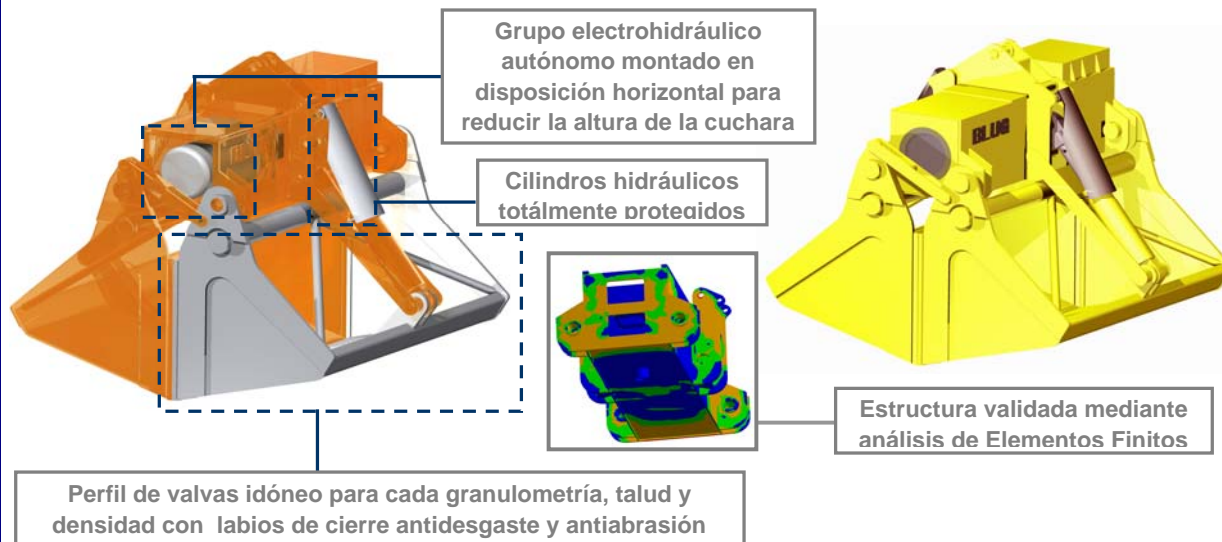 Grupo electrohidráulico
autónomo montado en
disposición horizontal para
reducir la altura de la cuchara
Cilindros hidráulicos
totálmente protegidos
BLUG
Estructura validada mediante
análisis de Elementos Finitos
Perfil de valvas idóneo para cada granulometría, talud y
densidad con labios de cierre antidesgaste y antiabrasión